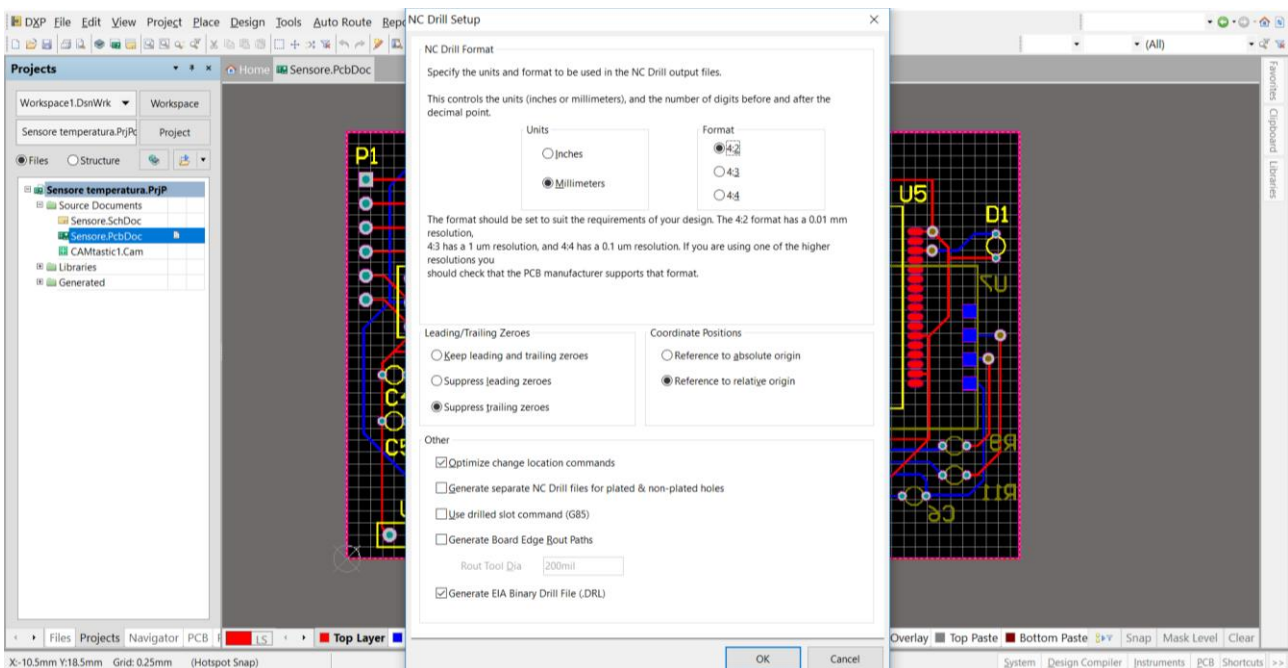 DXP File Edit View Project Place Design Tools Auto Route
NC Drill Setup
(All)
Projects
Home Sensore.PcbDoc
Workspace1.DsnWrk Workspace
Sensore temperatura.PrjPc Project
Files Structure
Sensore temperatura.PrjP
Source Documents
Sensore.SchDoc
Sensore.PcbDoc
CAMtastic1.Cam
Libraries
Generated
NC Drill Format
Specify the units and format to be used in the NC Drill output files.
This controls the units (inches or millimeters), and the number of digits before and after the
decimal point.
Units
Inches
Millimeters
Format
4:2
4:3
4:4
The format should be set to suit the requirements of your design. The 4:2 format has a 0.01 mm
resolution,
4:3 has a 1 um resolution, and 4:4 has a 0.1 um resolution. If you are using one of the higher
resolutions you
should check that the PCB manufacturer supports that format.
Leading/Trailing Zeroes
Keep leading and trailing zeroes
Suppress leading zeroes
Suppress trailing zeroes
Coordinate Positions
Reference to absolute origin
Reference to relative origin
Other
Optimize change location commands
Generate separate NC Drill files for plated & non-plated holes
Use drilled slot command (G85)
Generate Board Edge Rout Paths
Rout Tool Dia 200mil
Generate EIA Binary Drill File (.DRL)
OK Cancel
P1
C5
U5
D1
U7
R9
R11
C6
Favorites
Clipboard
Libraries
Files Projects Navigator PCB
LS Top Layer
Overlay Top Paste Bottom Paste Snap Mask Level Clear
X:-10.5mm Y:18.5mm Grid: 0.25mm (Hotspot Snap)
System Design Compiler Instruments PCB Shortcuts >>